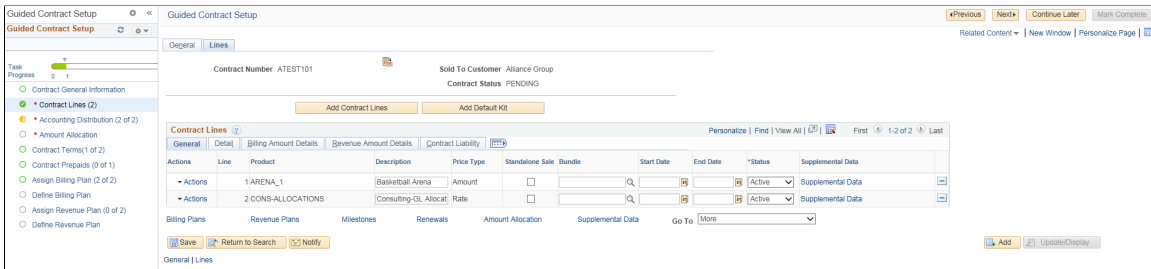 Guided Contract Setup
Guided Contract Setup
Guided Contract Setup
Previous Next Continue Later Mark Complete
Related Content New Window | Personalize Page |
Task
Progress 0 1
Contract General Information
* Contract Lines (2)
* Accounting Distribution (2 of 2)
* Amount Allocation
Contract Terms(1 of 2)
Contract Prepaids (0 of 1)
Assign Billing Plan (2 of 2)
Define Billing Plan
Assign Revenue Plan (0 of 2)
Define Revenue Plan
General Lines
Contract Number ATEST101 Sold To Customer Alliance Group
Contract Status PENDING
Add Contract Lines Add Default Kit
Contract Lines Personalize | Find | View All | First 1-2 of 2 Last
General Detail Billing Amount Details Revenue Amount Details Contract Liability
Actions Line Product Description Price Type Standalone Sale Bundle Start Date End Date *Status Supplemental Data
Actions 1 ARENA_1 Basketball Arena Amount Active Supplemental Data
Actions 2 CONS-ALLOCATIONS Consulting-GL Allocat Rate Active Supplemental Data
Billing Plans Revenue Plans Milestones Renewals Amount Allocation Supplemental Data Go To More
Save Return to Search Notify Add Update/Display
General | Lines